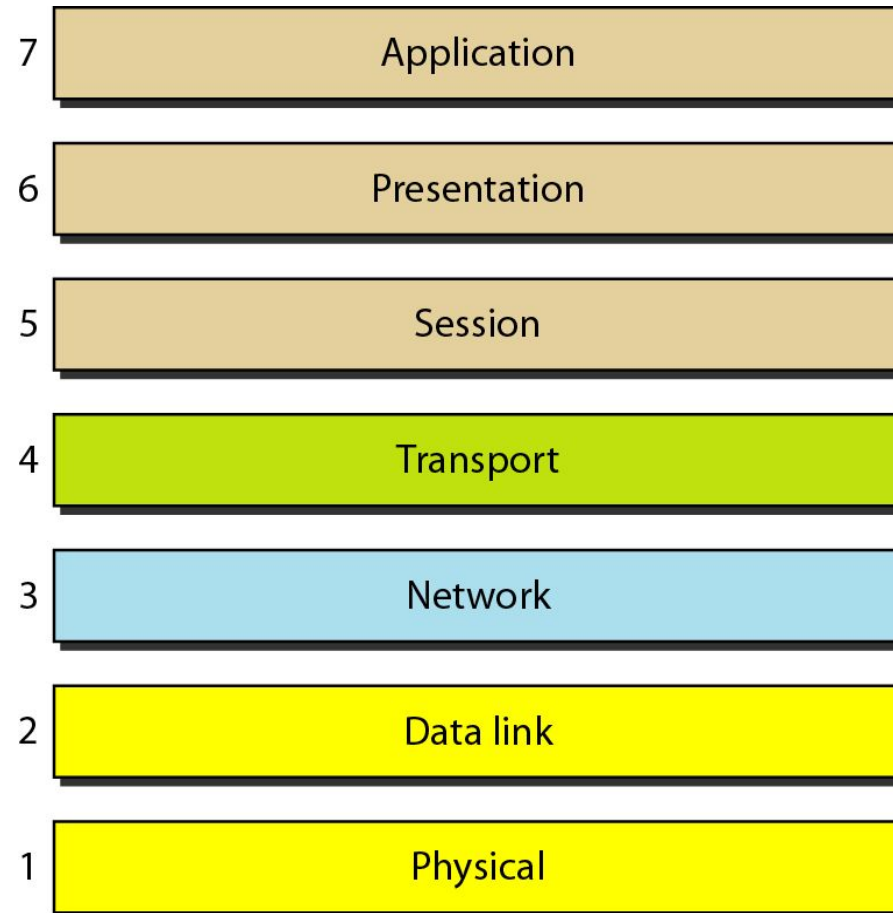 7 Application
6 Presentation
5 Session
4 Transport
3 Network
2 Data link
1 Physical